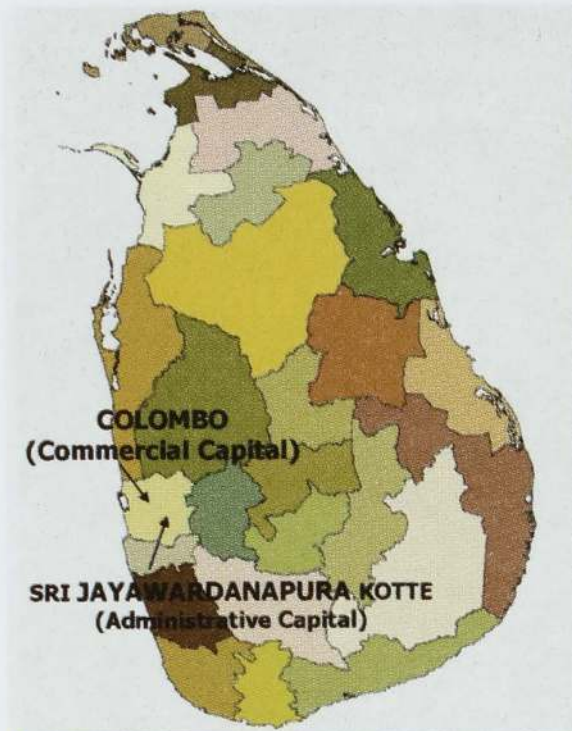 COLOMBO
(Commercial Capital)
SRI JAYAWARDANAPURA KOTTE
(Administrative Capital)